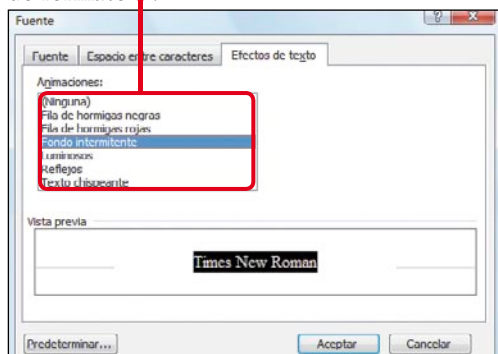 Fuente
Fuente Espacio entre caracteres Efectos de texto
Animaciones:
(Ninguna)
Fila de hormigas negras
Fila de hormigas rojas
Fondo intermitente
Luminosos
Reflejos
Texto chispeante
Vista previa
Times New Roman
Predeterminar... Aceptar Cancelar